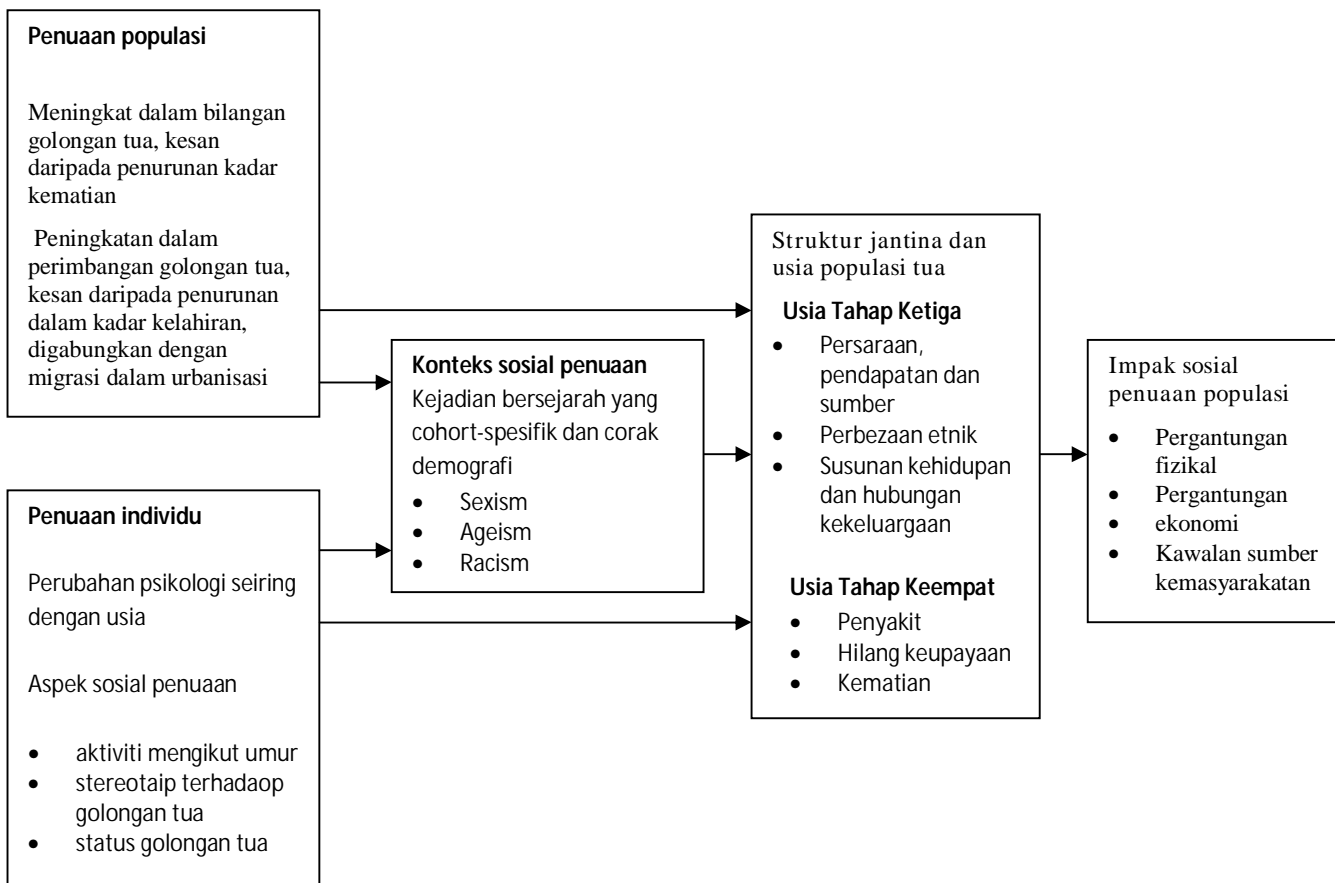 Penuaan populasi
Meningkat dalam bilangan
golongan tua, kesan
daripada penurunan kadar
kematian
Peningkatan dalam
perimbangan golongan tua,
kesan daripada penurunan
dalam kadar kelahiran,
digabungkan dengan
migrasi dalam urbanisasi
Penuaan individu
Perubahan psikologi seiring
dengan usia
Aspek sosial penuaan
• aktiviti mengikut umur
• stereotaip terhadaop
golongan tua
• status golongan tua
Konteks sosial penuaan
Kejadian bersejarah yang
cohort-spesifik dan corak
demografi
• Sexism
• Ageism
• Racism
Struktur jantina dan
usia populasi tua
Usia Tahap Ketiga
• Persaraan,
pendapatan dan
sumber
• Perbezaan etnik
• Susunan kehidupan
dan hubungan
kekeluargaan
Usia Tahap Keempat
• Penyakit
• Hilang keupayaan
• Kematian
Impak sosial
penuaan populasi
• Pergantungan
fizikal
• Pergantungan
• ekonomi
• Kawalan sumber
kemasyarakatan